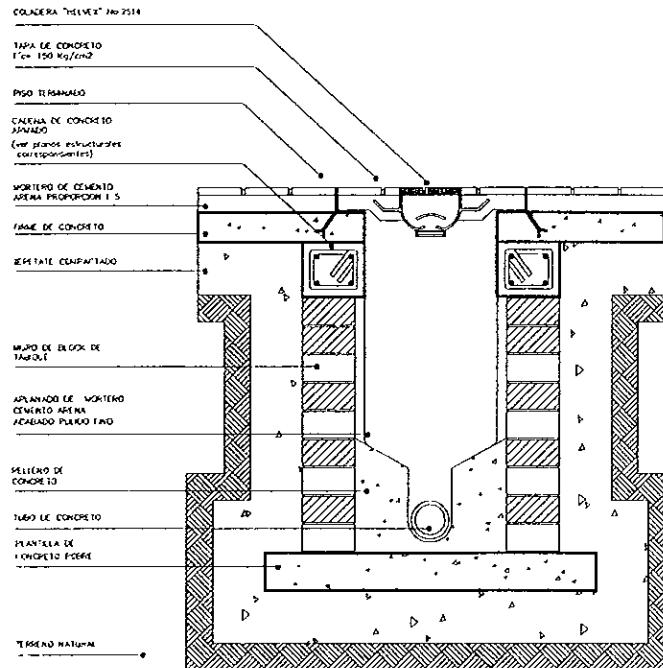 COLADERA "HELVEX" No 2514
TAPA DE CONCRETO
f'c= 150 Kg/cm2
PISO TERMINADO
CADENA DE CONCRETO
ARMADO
(ver planos estructurales
correspondientes)
MORTERO DE CEMENTO
ARENA PROPORCION 1:5
FIRME DE CONCRETO
TEPETATE COMPACTADO
MURO DE BLOCK DE
TABIQUE
APLANADO DE MORTERO
CEMENTO ARENA
ACABADO PULIDO FINO
RELLENO DE
CONCRETO
TUBO DE CONCRETO
PLANTILLA DE
CONCRETO POBRE
TERRENO NATURAL